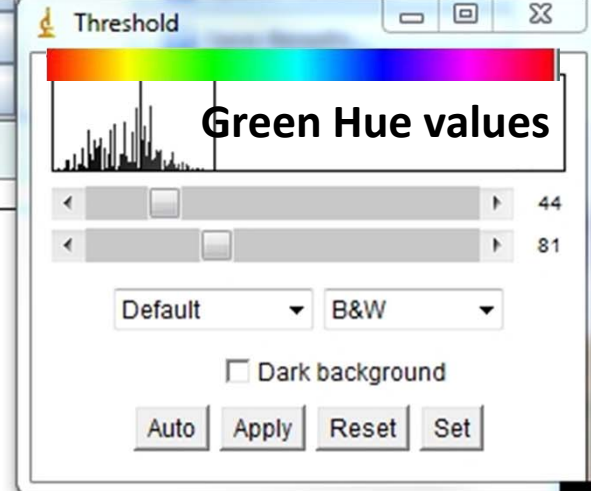 Threshold
Green Hue values
44
81
Default B&W
Dark background
Auto Apply Reset Set